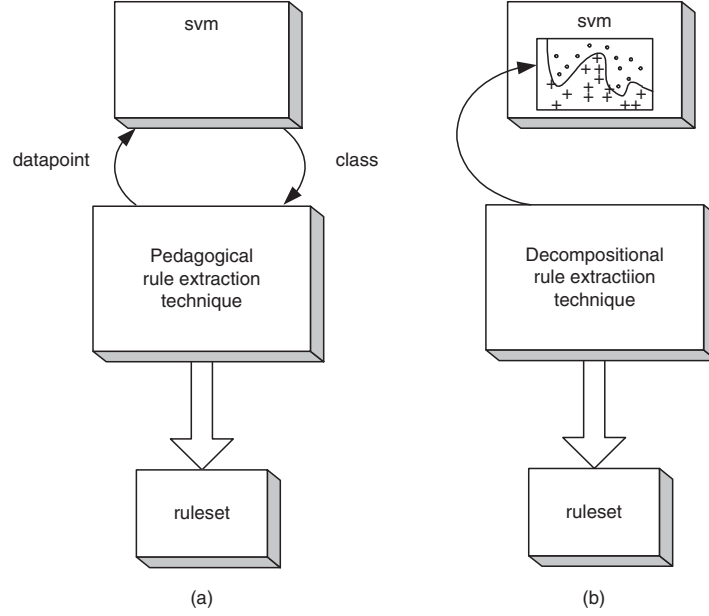 svm
datapoint
class
Pedagogical
rule extraction
technique
ruleset
(a)
svm
Decompositional
rule extractiion
technique
ruleset
(b)